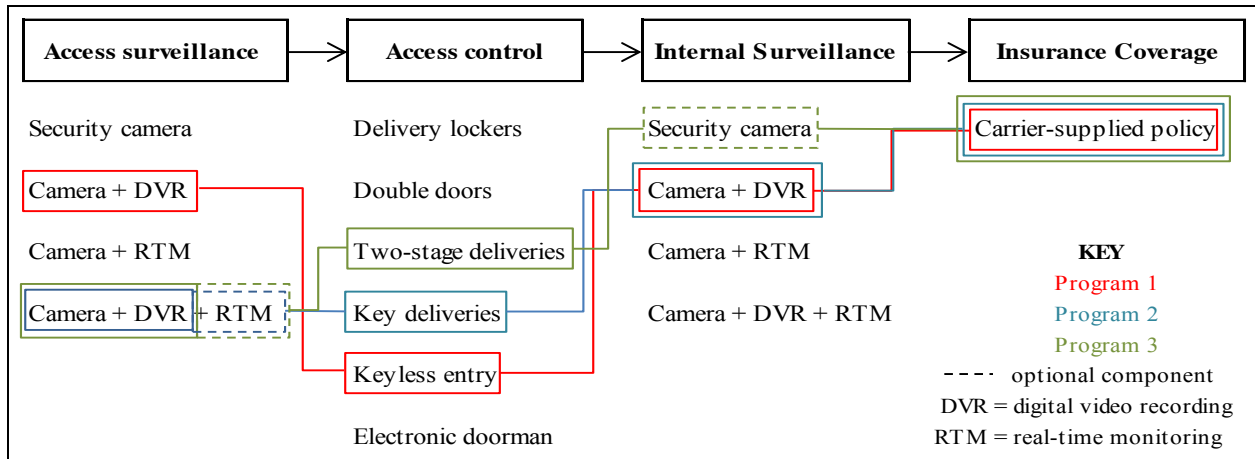 Access surveillance
Access control
Internal Surveillance
Insurance Coverage
Security camera
Delivery lockers
Security camera
Carrier-supplied policy
Camera + DVR
Double doors
Camera + DVR
Camera + RTM
Two-stage deliveries
Camera + RTM
Camera + DVR + RTM
Key deliveries
Camera + DVR + RTM
Keyless entry
Electronic doorman
KEY
Program 1
Program 2
Program 3
optional component
DVR = digital video recording
RTM = real-time monitoring